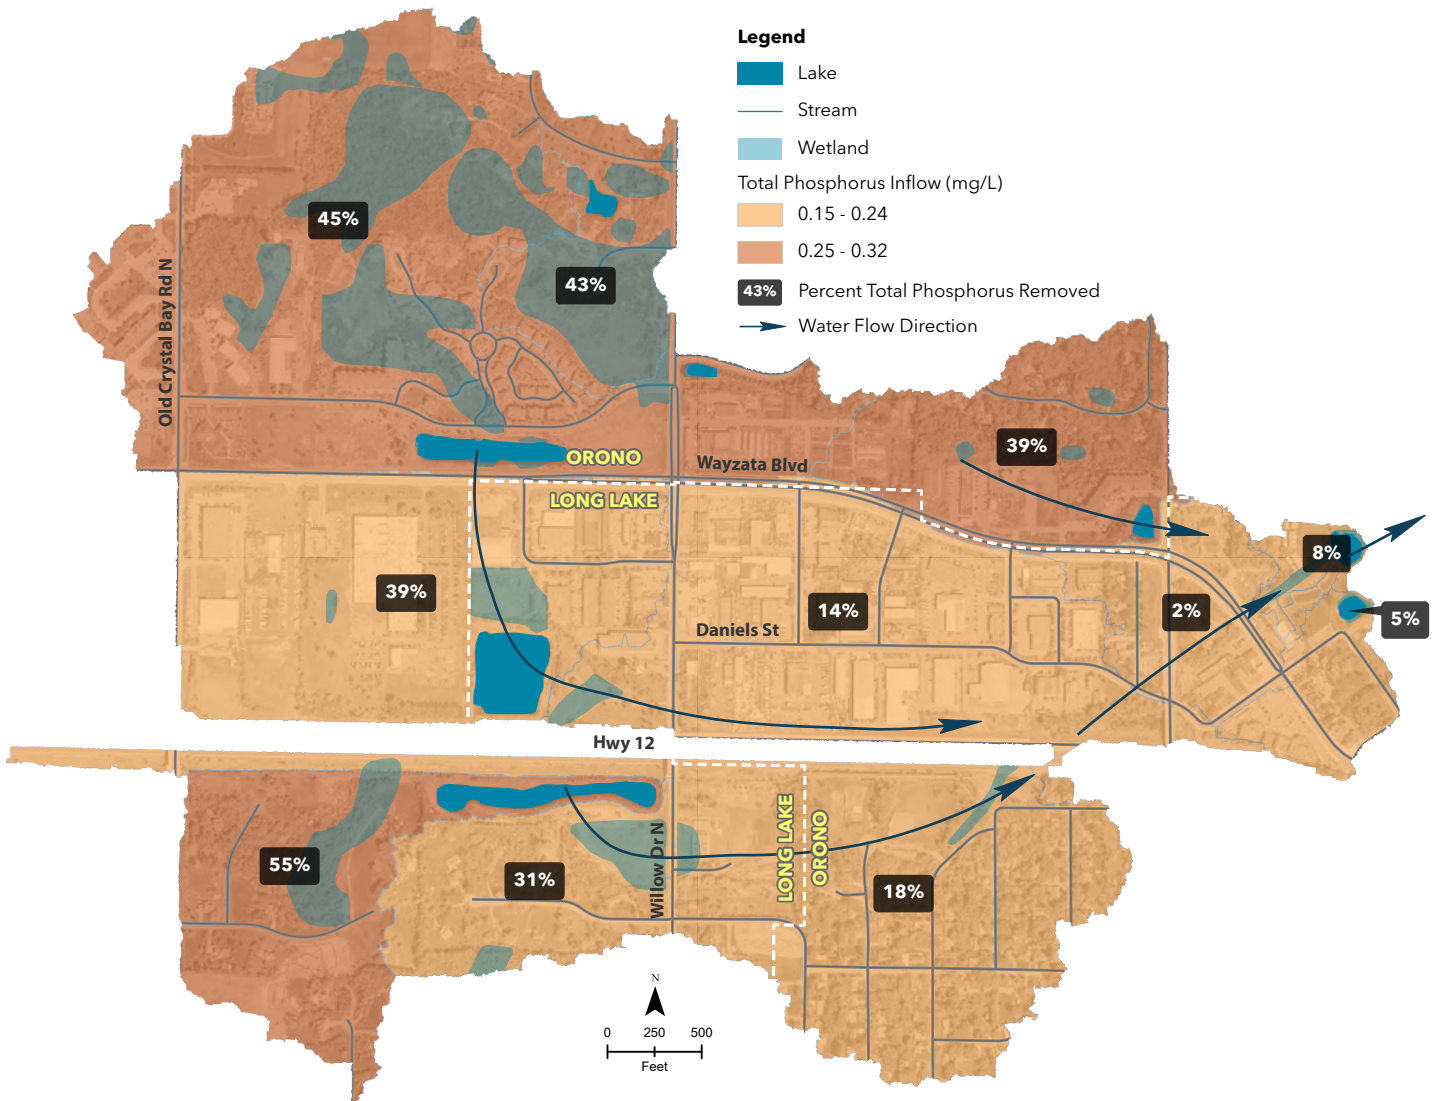 Legend
Lake
Stream
Wetland
Total Phosphorus Inflow (mg/L)
0.15 - 0.24
0.25 - 0.32
43% Percent Total Phosphorus Removed
Water Flow Direction
45%
43%
Old Crystal Bay Rd N
39%
ORONO
Wayzata Blvd
LONG LAKE
8%
39%
14%
2%
5%
Daniels St
Hwy 12
LONG LAKE
ORONO
Willow Dr N
55%
31%
18%
N
0 250 500
Feet